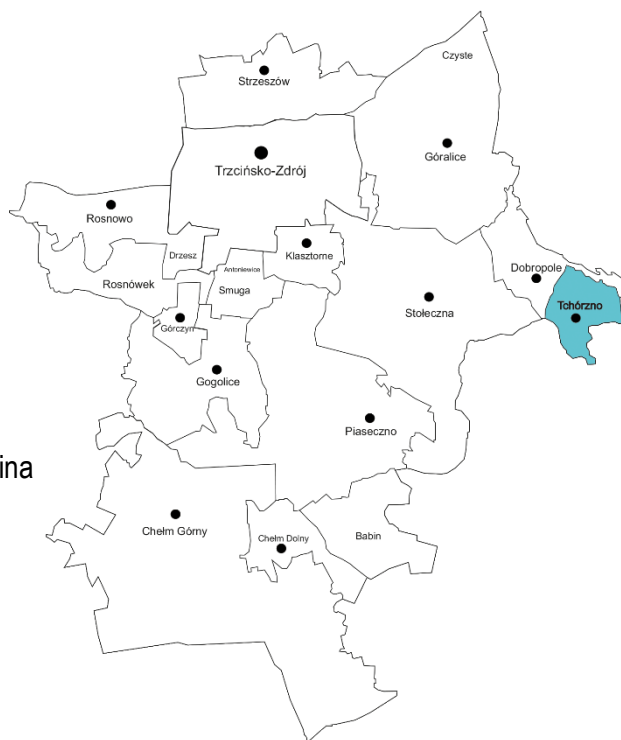 Czyste
Strzeszów
Góralice
Trzcińsko-Zdrój
Rosnowo
Drzesz
Klasztorne
Antoniewice
Dobropole
Rosnówek
Smuga
Tchórzno
Stołeczna
Górczyn
Gogolice
Piaseczno
ina
Chełm Górny
Chełm Dolny
Babin